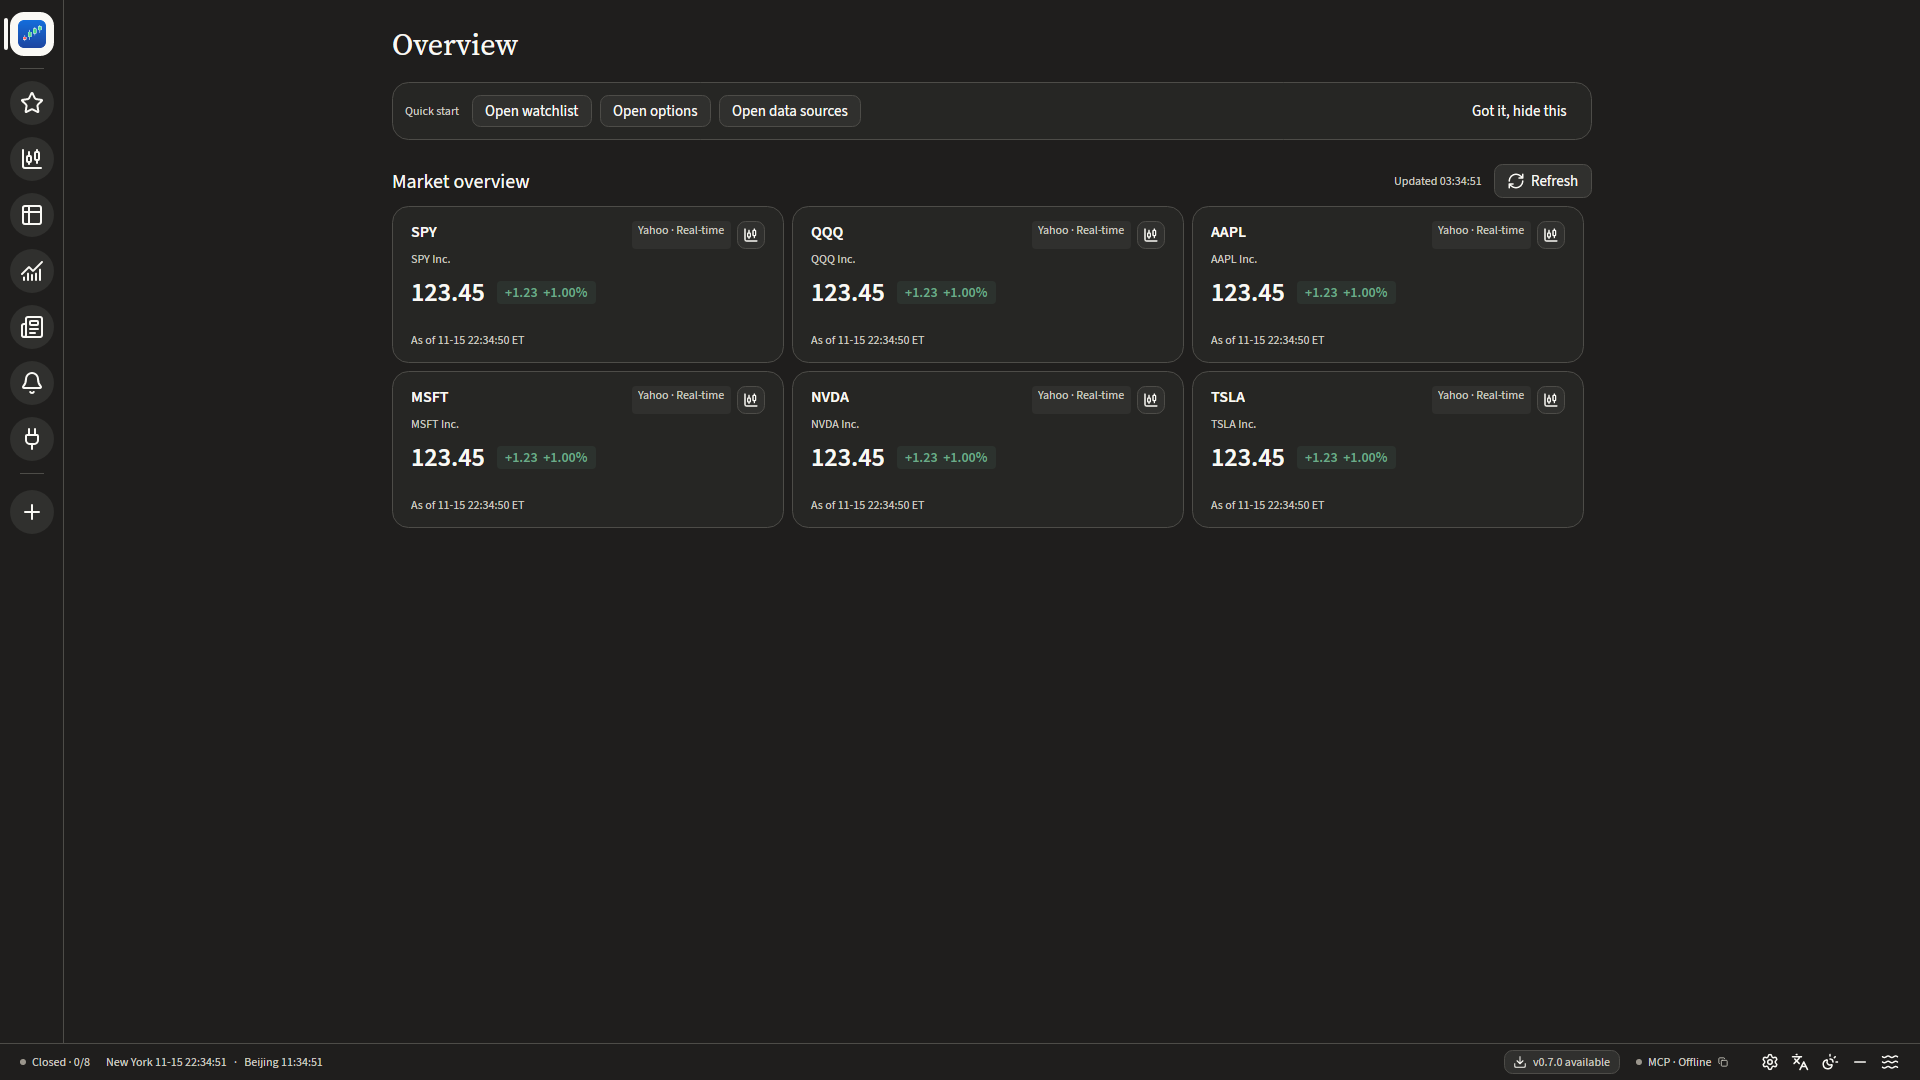 Overview
Quick start
Open watchlist
Open options
Open data sources
Got it, hide this
Market overview
Updated 03:34:51
Refresh
SPY
Yahoo · Real-time
SPY Inc.
123.45
+1.23 +1.00%
As of 11-15 22:34:50 ET
QQQ
Yahoo · Real-time
QQQ Inc.
123.45
+1.23 +1.00%
As of 11-15 22:34:50 ET
AAPL
Yahoo · Real-time
AAPL Inc.
123.45
+1.23 +1.00%
As of 11-15 22:34:50 ET
MSFT
Yahoo · Real-time
MSFT Inc.
123.45
+1.23 +1.00%
As of 11-15 22:34:50 ET
NVDA
Yahoo · Real-time
NVDA Inc.
123.45
+1.23 +1.00%
As of 11-15 22:34:50 ET
TSLA
Yahoo · Real-time
TSLA Inc.
123.45
+1.23 +1.00%
As of 11-15 22:34:50 ET
Closed · 0/8
New York 11-15 22:34:51 · Beijing 11:34:51
v0.7.0 available
MCP · Offline